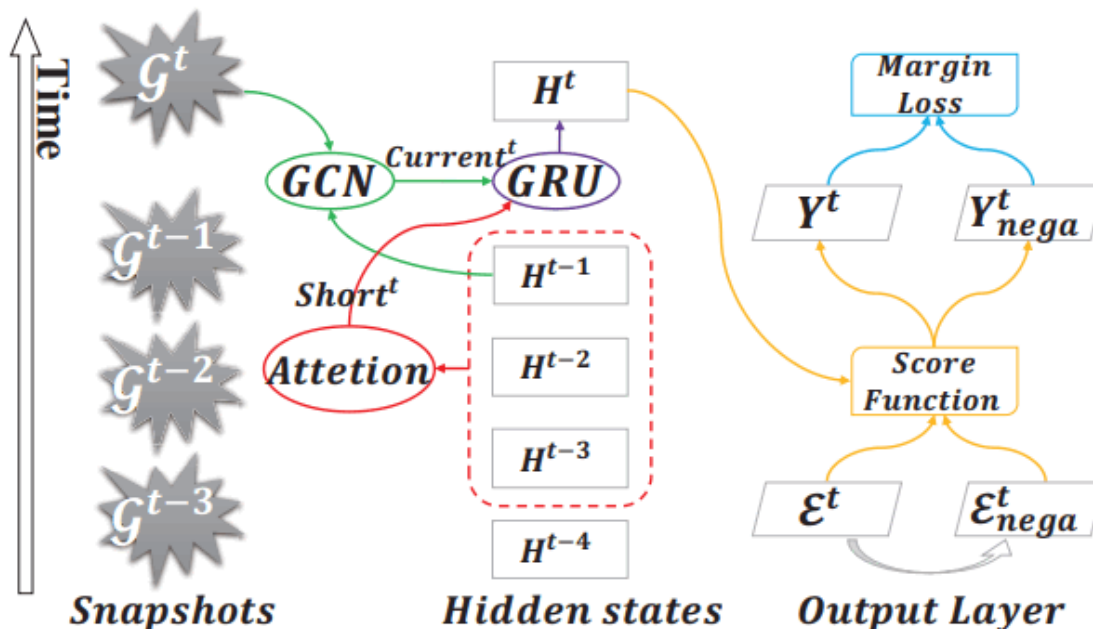 Time
𝒢^t
𝒢^{t−1}
𝒢^{t−2}
𝒢^{t−3}
Snapshots
GCN
Current^t
GRU
Short^t
Attetion
H^t
H^{t−1}
H^{t−2}
H^{t−3}
H^{t−4}
Hidden states
Margin
Loss
Y^t
Y^t_{nega}
Score
Function
ℰ^t
ℰ^t_{nega}
Output Layer